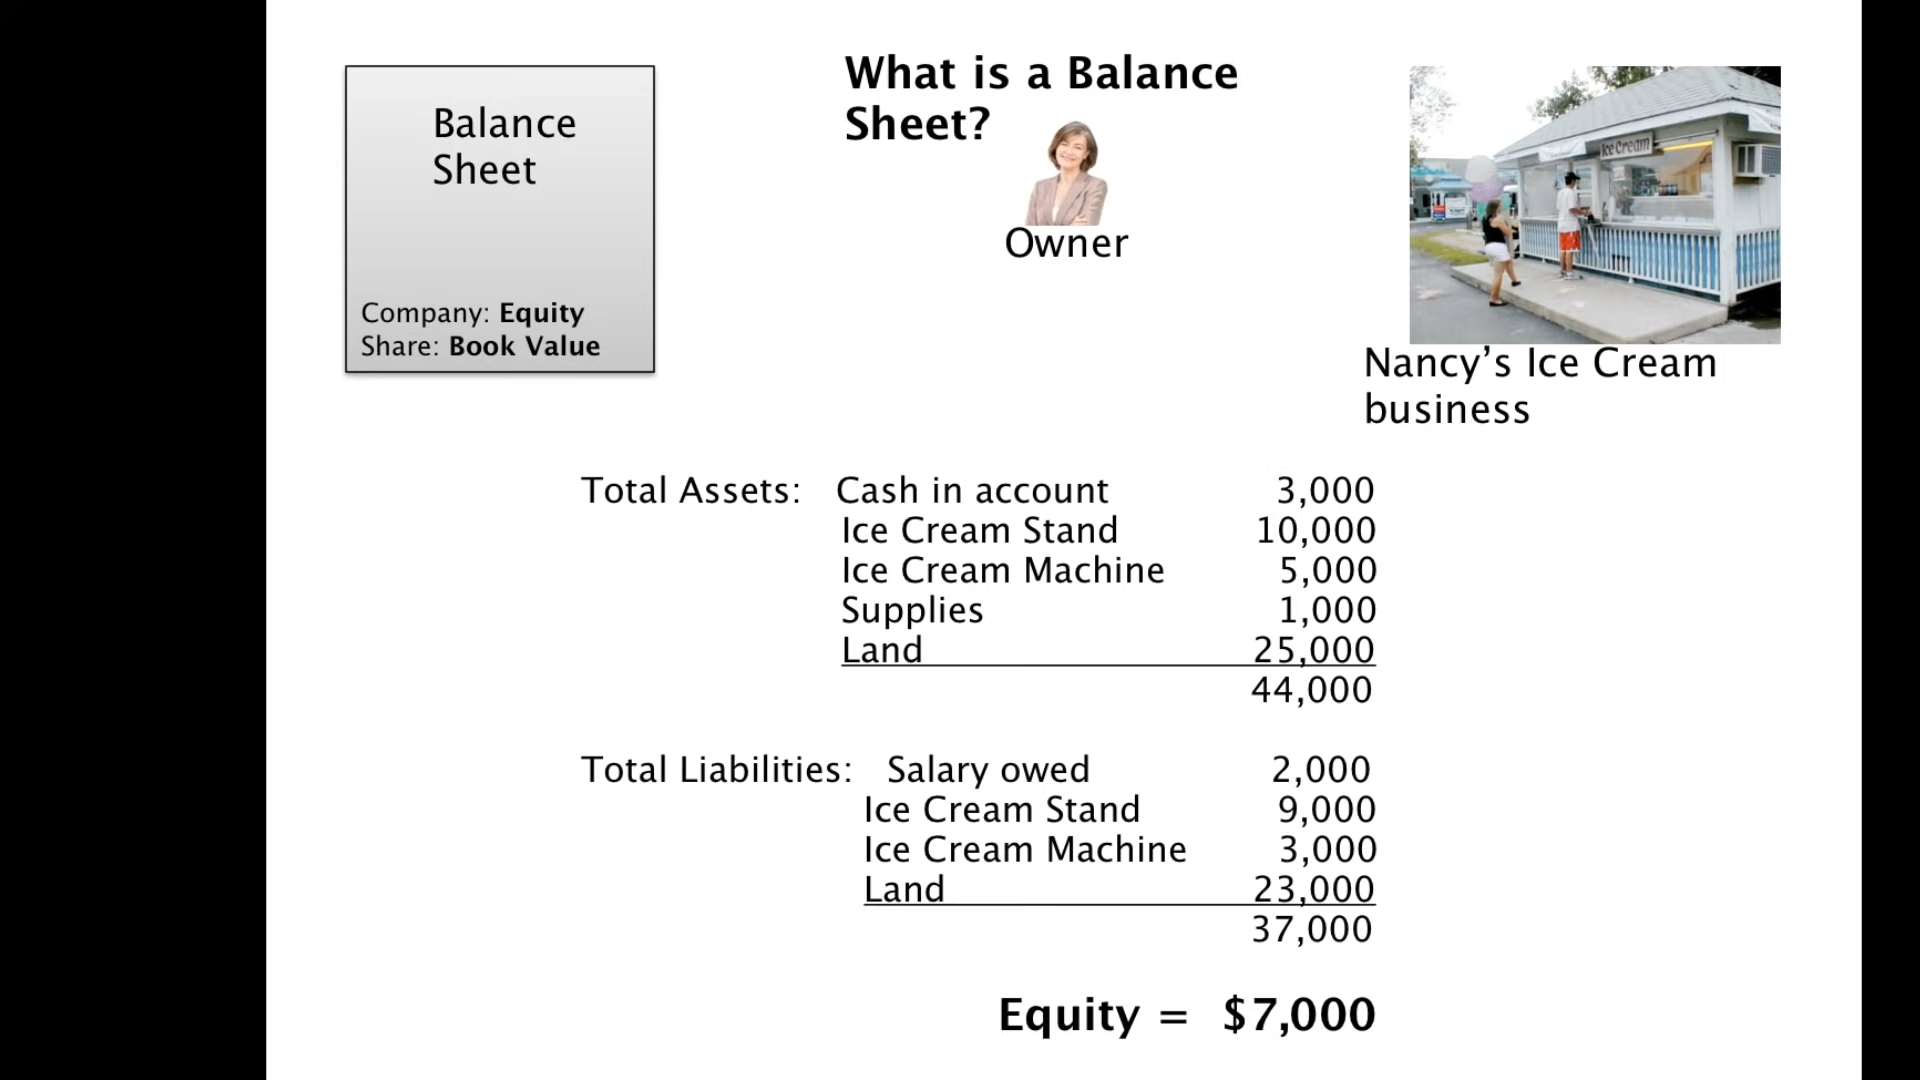 What is a Balance
Sheet?
Balance
Sheet
Company: Equity
Share: Book Value
Owner
Ice Cream
Nancy’s Ice Cream
business
Total Assets: Cash in account 3,000
Ice Cream Stand 10,000
Ice Cream Machine 5,000
Supplies 1,000
Land 25,000
44,000
Total Liabilities: Salary owed 2,000
Ice Cream Stand 9,000
Ice Cream Machine 3,000
Land 23,000
37,000
Equity = $7,000